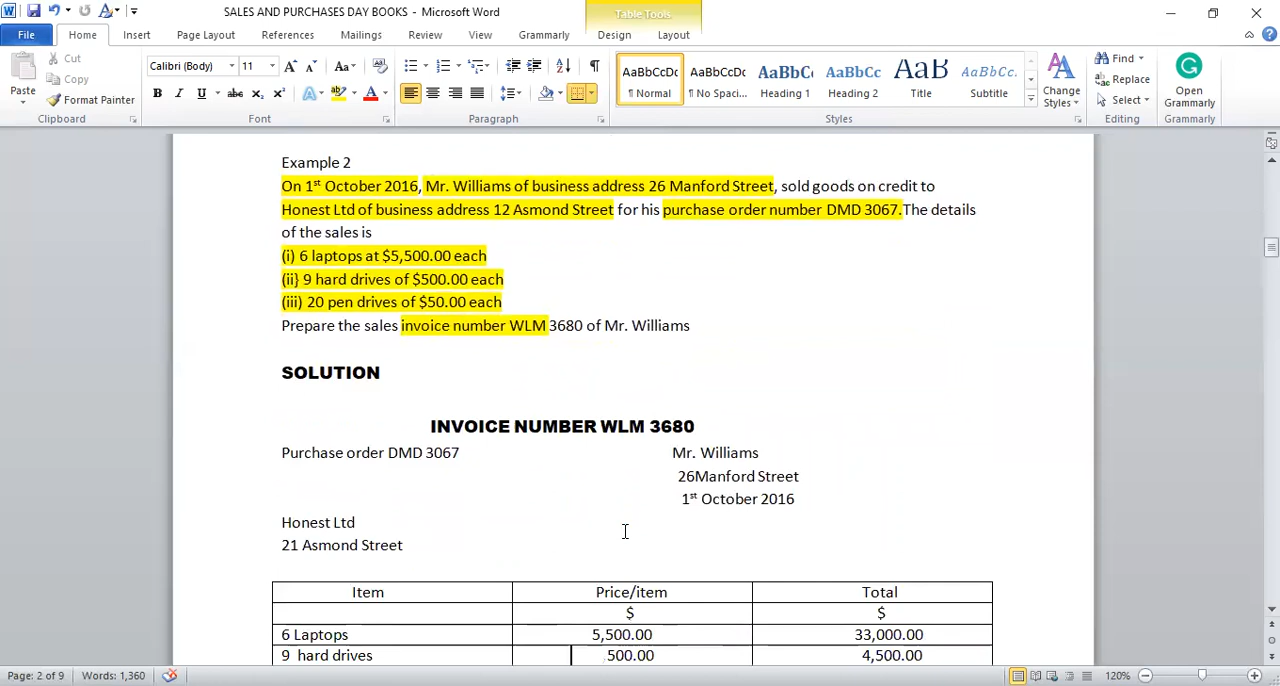 SALES AND PURCHASES DAY BOOKS - Microsoft Word
Table Tools
File Home Insert Page Layout References Mailings Review View Grammarly Design Layout
Cut
Copy
Format Painter
Paste
Clipboard
Calibri (Body) 11
Font
Paragraph
AaBbCcDc AaBbCcDc AaBbC AaBbCc AaB AaBbCc.
¶ Normal ¶ No Spaci... Heading 1 Heading 2 Title Subtitle
Styles
Change Styles
Find
Replace
Select
Editing
Open Grammarly
Grammarly
Example 2
On 1st October 2016, Mr. Williams of business address 26 Manford Street, sold goods on credit to
Honest Ltd of business address 12 Asmond Street for his purchase order number DMD 3067.The details
of the sales is
(i) 6 laptops at $5,500.00 each
(ii} 9 hard drives of $500.00 each
(iii) 20 pen drives of $50.00 each
Prepare the sales invoice number WLM 3680 of Mr. Williams
SOLUTION
INVOICE NUMBER WLM 3680
Purchase order DMD 3067 Mr. Williams
26Manford Street
1st October 2016
Honest Ltd
21 Asmond Street
Item Price/item Total
$ $
6 Laptops 5,500.00 33,000.00
9 hard drives 500.00 4,500.00
Page: 2 of 9 Words: 1,360 120%